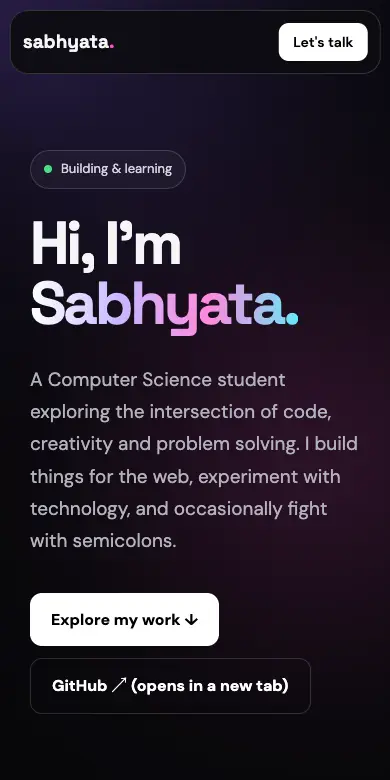 sabhyata.
Let's talk
Building & learning
Hi, I’m
Sabhyata.
A Computer Science student
exploring the intersection of code,
creativity and problem solving. I build
things for the web, experiment with
technology, and occasionally fight
with semicolons.
Explore my work ↓
GitHub ↗ (opens in a new tab)